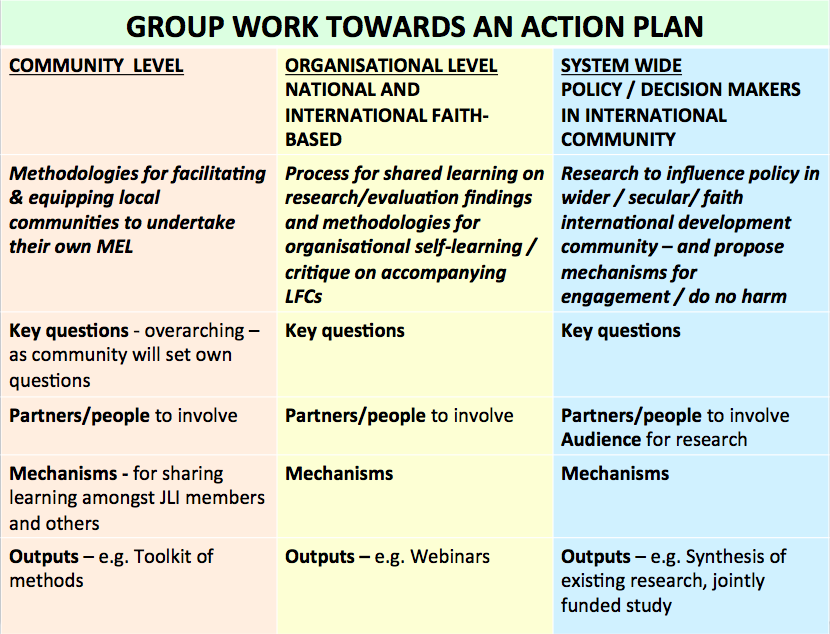 GROUP WORK TOWARDS AN ACTION PLAN
COMMUNITY LEVEL
ORGANISATIONAL LEVEL
NATIONAL AND
INTERNATIONAL FAITH-
BASED
SYSTEM WIDE
POLICY / DECISION MAKERS
IN INTERNATIONAL
COMMUNITY
Methodologies for facilitating
& equipping local
communities to undertake
their own MEL
Process for shared learning on
research/evaluation findings
and methodologies for
organisational self-learning /
critique on accompanying
LFCs
Research to influence policy in
wider / secular/ faith
international development
community – and propose
mechanisms for
engagement / do no harm
Key questions - overarching –
as community will set own
questions
Key questions
Key questions
Partners/people to involve
Partners/people to involve
Partners/people to involve
Audience for research
Mechanisms - for sharing
learning amongst JLI members
and others
Mechanisms
Mechanisms
Outputs – e.g. Toolkit of
methods
Outputs – e.g. Webinars
Outputs – e.g. Synthesis of
existing research, jointly
funded study